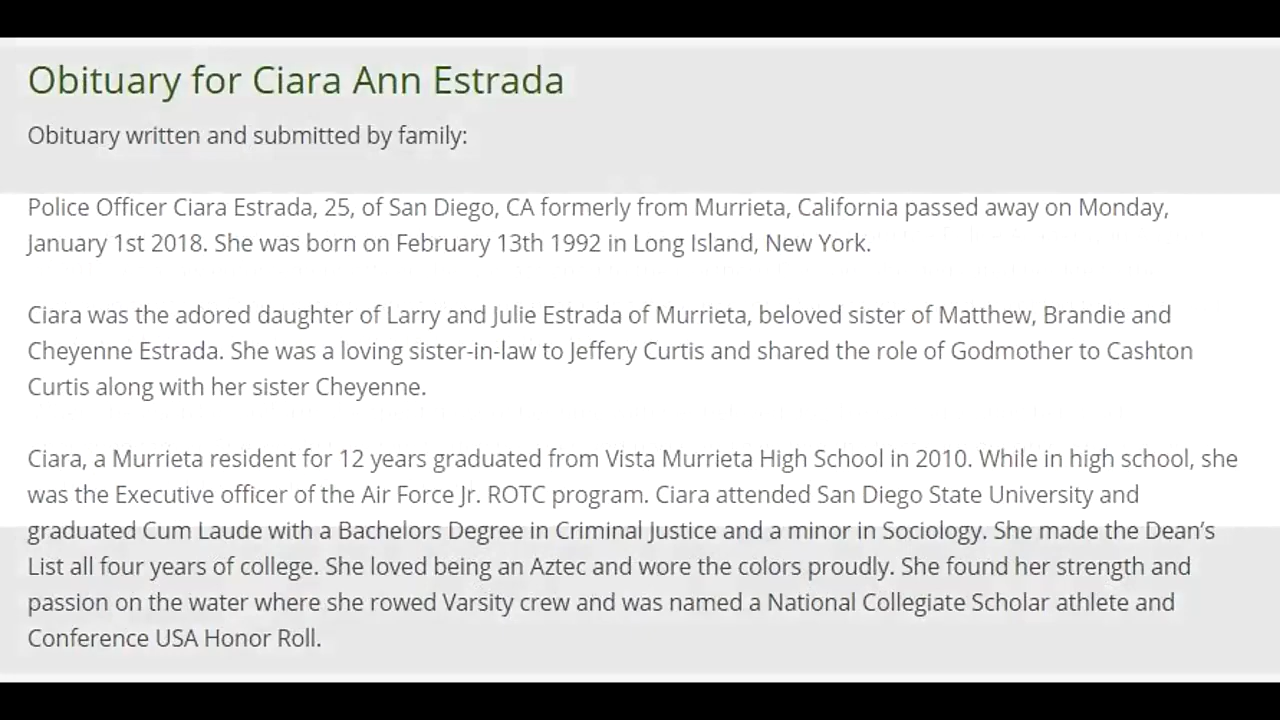 Obituary for Ciara Ann Estrada
Obituary written and submitted by family:
Police Officer Ciara Estrada, 25, of San Diego, CA formerly from Murrieta, California passed away on Monday,
January 1st 2018. She was born on February 13th 1992 in Long Island, New York.
Ciara was the adored daughter of Larry and Julie Estrada of Murrieta, beloved sister of Matthew, Brandie and
Cheyenne Estrada. She was a loving sister-in-law to Jeffery Curtis and shared the role of Godmother to Cashton
Curtis along with her sister Cheyenne.
Ciara, a Murrieta resident for 12 years graduated from Vista Murrieta High School in 2010. While in high school, she
was the Executive officer of the Air Force Jr. ROTC program. Ciara attended San Diego State University and
graduated Cum Laude with a Bachelors Degree in Criminal Justice and a minor in Sociology. She made the Dean’s
List all four years of college. She loved being an Aztec and wore the colors proudly. She found her strength and
passion on the water where she rowed Varsity crew and was named a National Collegiate Scholar athlete and
Conference USA Honor Roll.